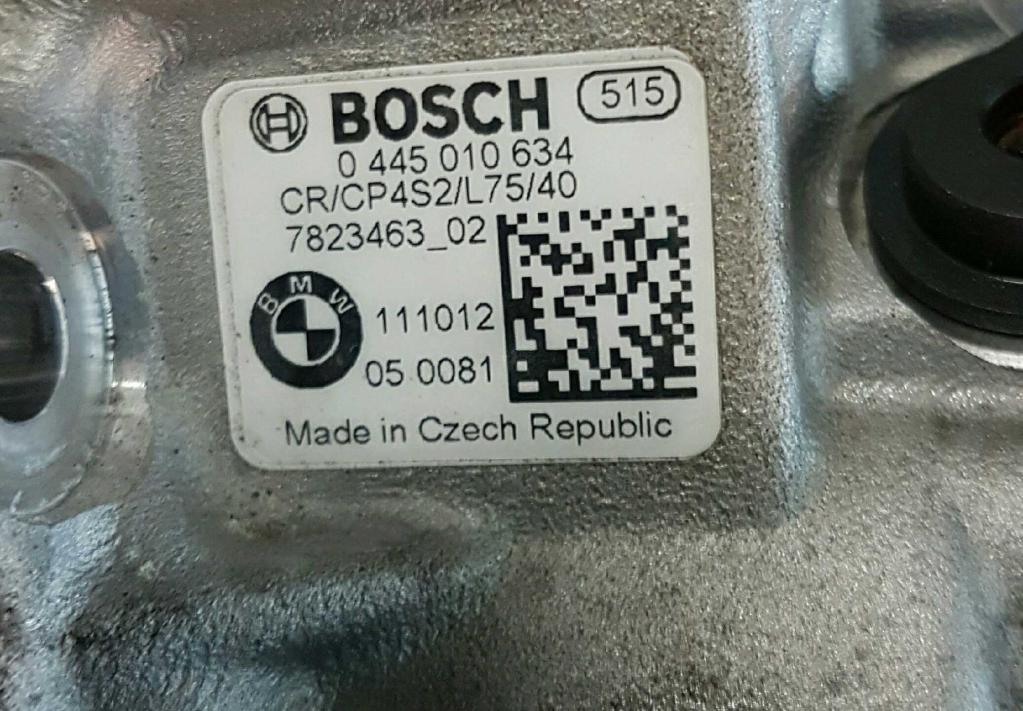 BOSCH 515
0 445 010 634
CR/CP4S2/L75/40
7823463_02
BMW
111012
05 0081
Made in Czech Republic